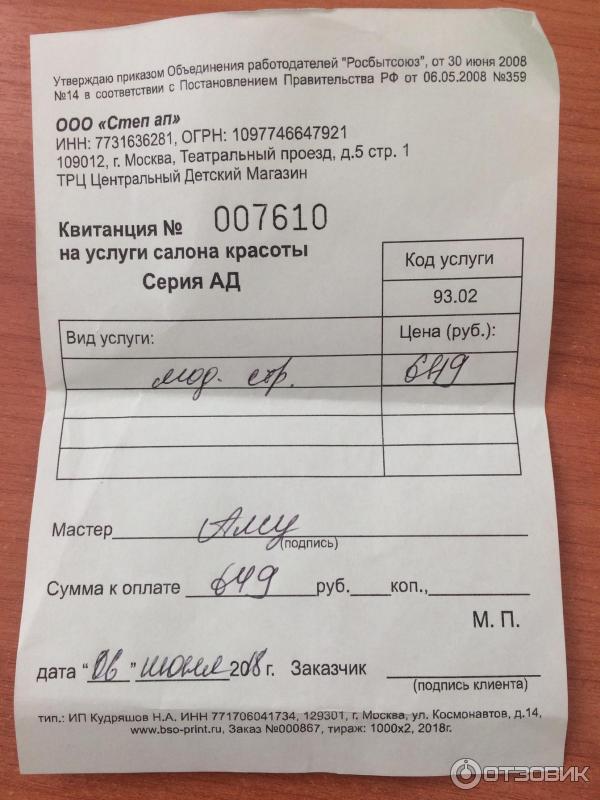 Утверждаю приказом Объединения работодателей "Росбытсоюз", от 30 июня 2008
№14 в соответствии с Постановлением Правительства РФ от 06.05.2008 №359
ООО «Степ ап»
ИНН: 7731636281, ОГРН: 1097746647921
109012, г. Москва, Театральный проезд, д.5 стр. 1
ТРЦ Центральный Детский Магазин
Квитанция № 007610
на услуги салона красоты
Серия АД
Код услуги
93.02
Вид услуги: Цена (руб.):
мод. стр. 649
Мастер
(подпись)
Сумма к оплате 649 руб. коп.,
М. П.
дата "06" июня 2018 г. Заказчик
(подпись клиента)
тип.: ИП Кудряшов Н.А. ИНН 771706041734, 129301, г. Москва, ул. Космонавтов, д.14,
www.bso-print.ru, Заказ №000867, тираж: 1000х2, 2018г.
ОТЗОВИК